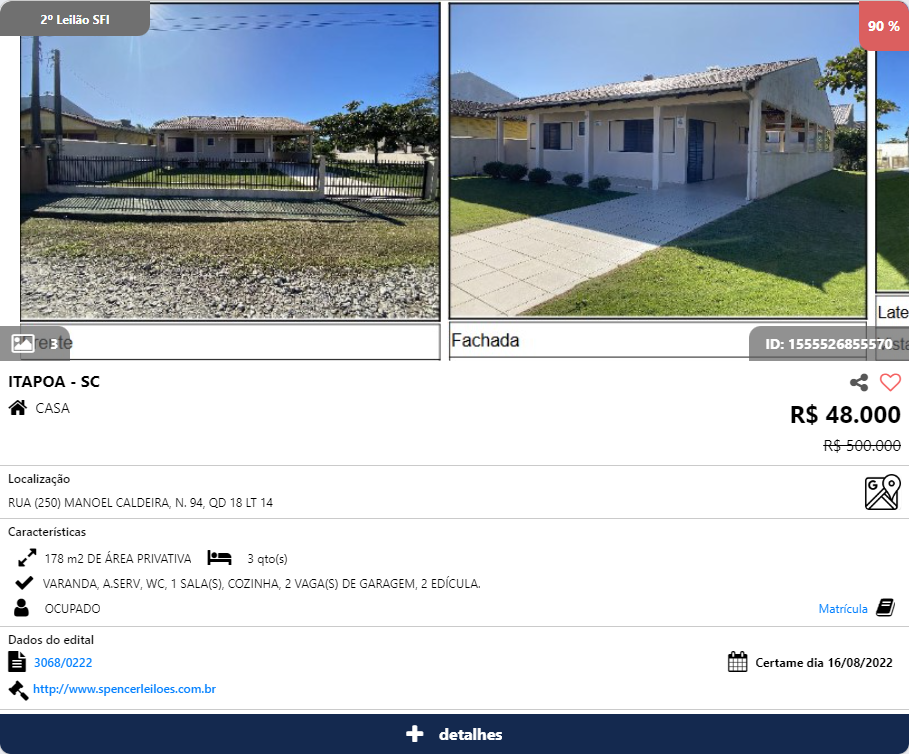 2º Leilão SFI
90 %
Frente
3
Fachada
Late
ID: 1555526855570
ITAPOA - SC
CASA
R$ 48.000
R$ 500.000
Localização
RUA (250) MANOEL CALDEIRA, N. 94, QD 18 LT 14
Características
178 m2 DE ÁREA PRIVATIVA 3 qto(s)
VARANDA, A.SERV, WC, 1 SALA(S), COZINHA, 2 VAGA(S) DE GARAGEM, 2 EDÍCULA.
OCUPADO
Matrícula
Dados do edital
3068/0222
Certame dia 16/08/2022
http://www.spencerleiloes.com.br
detalhes